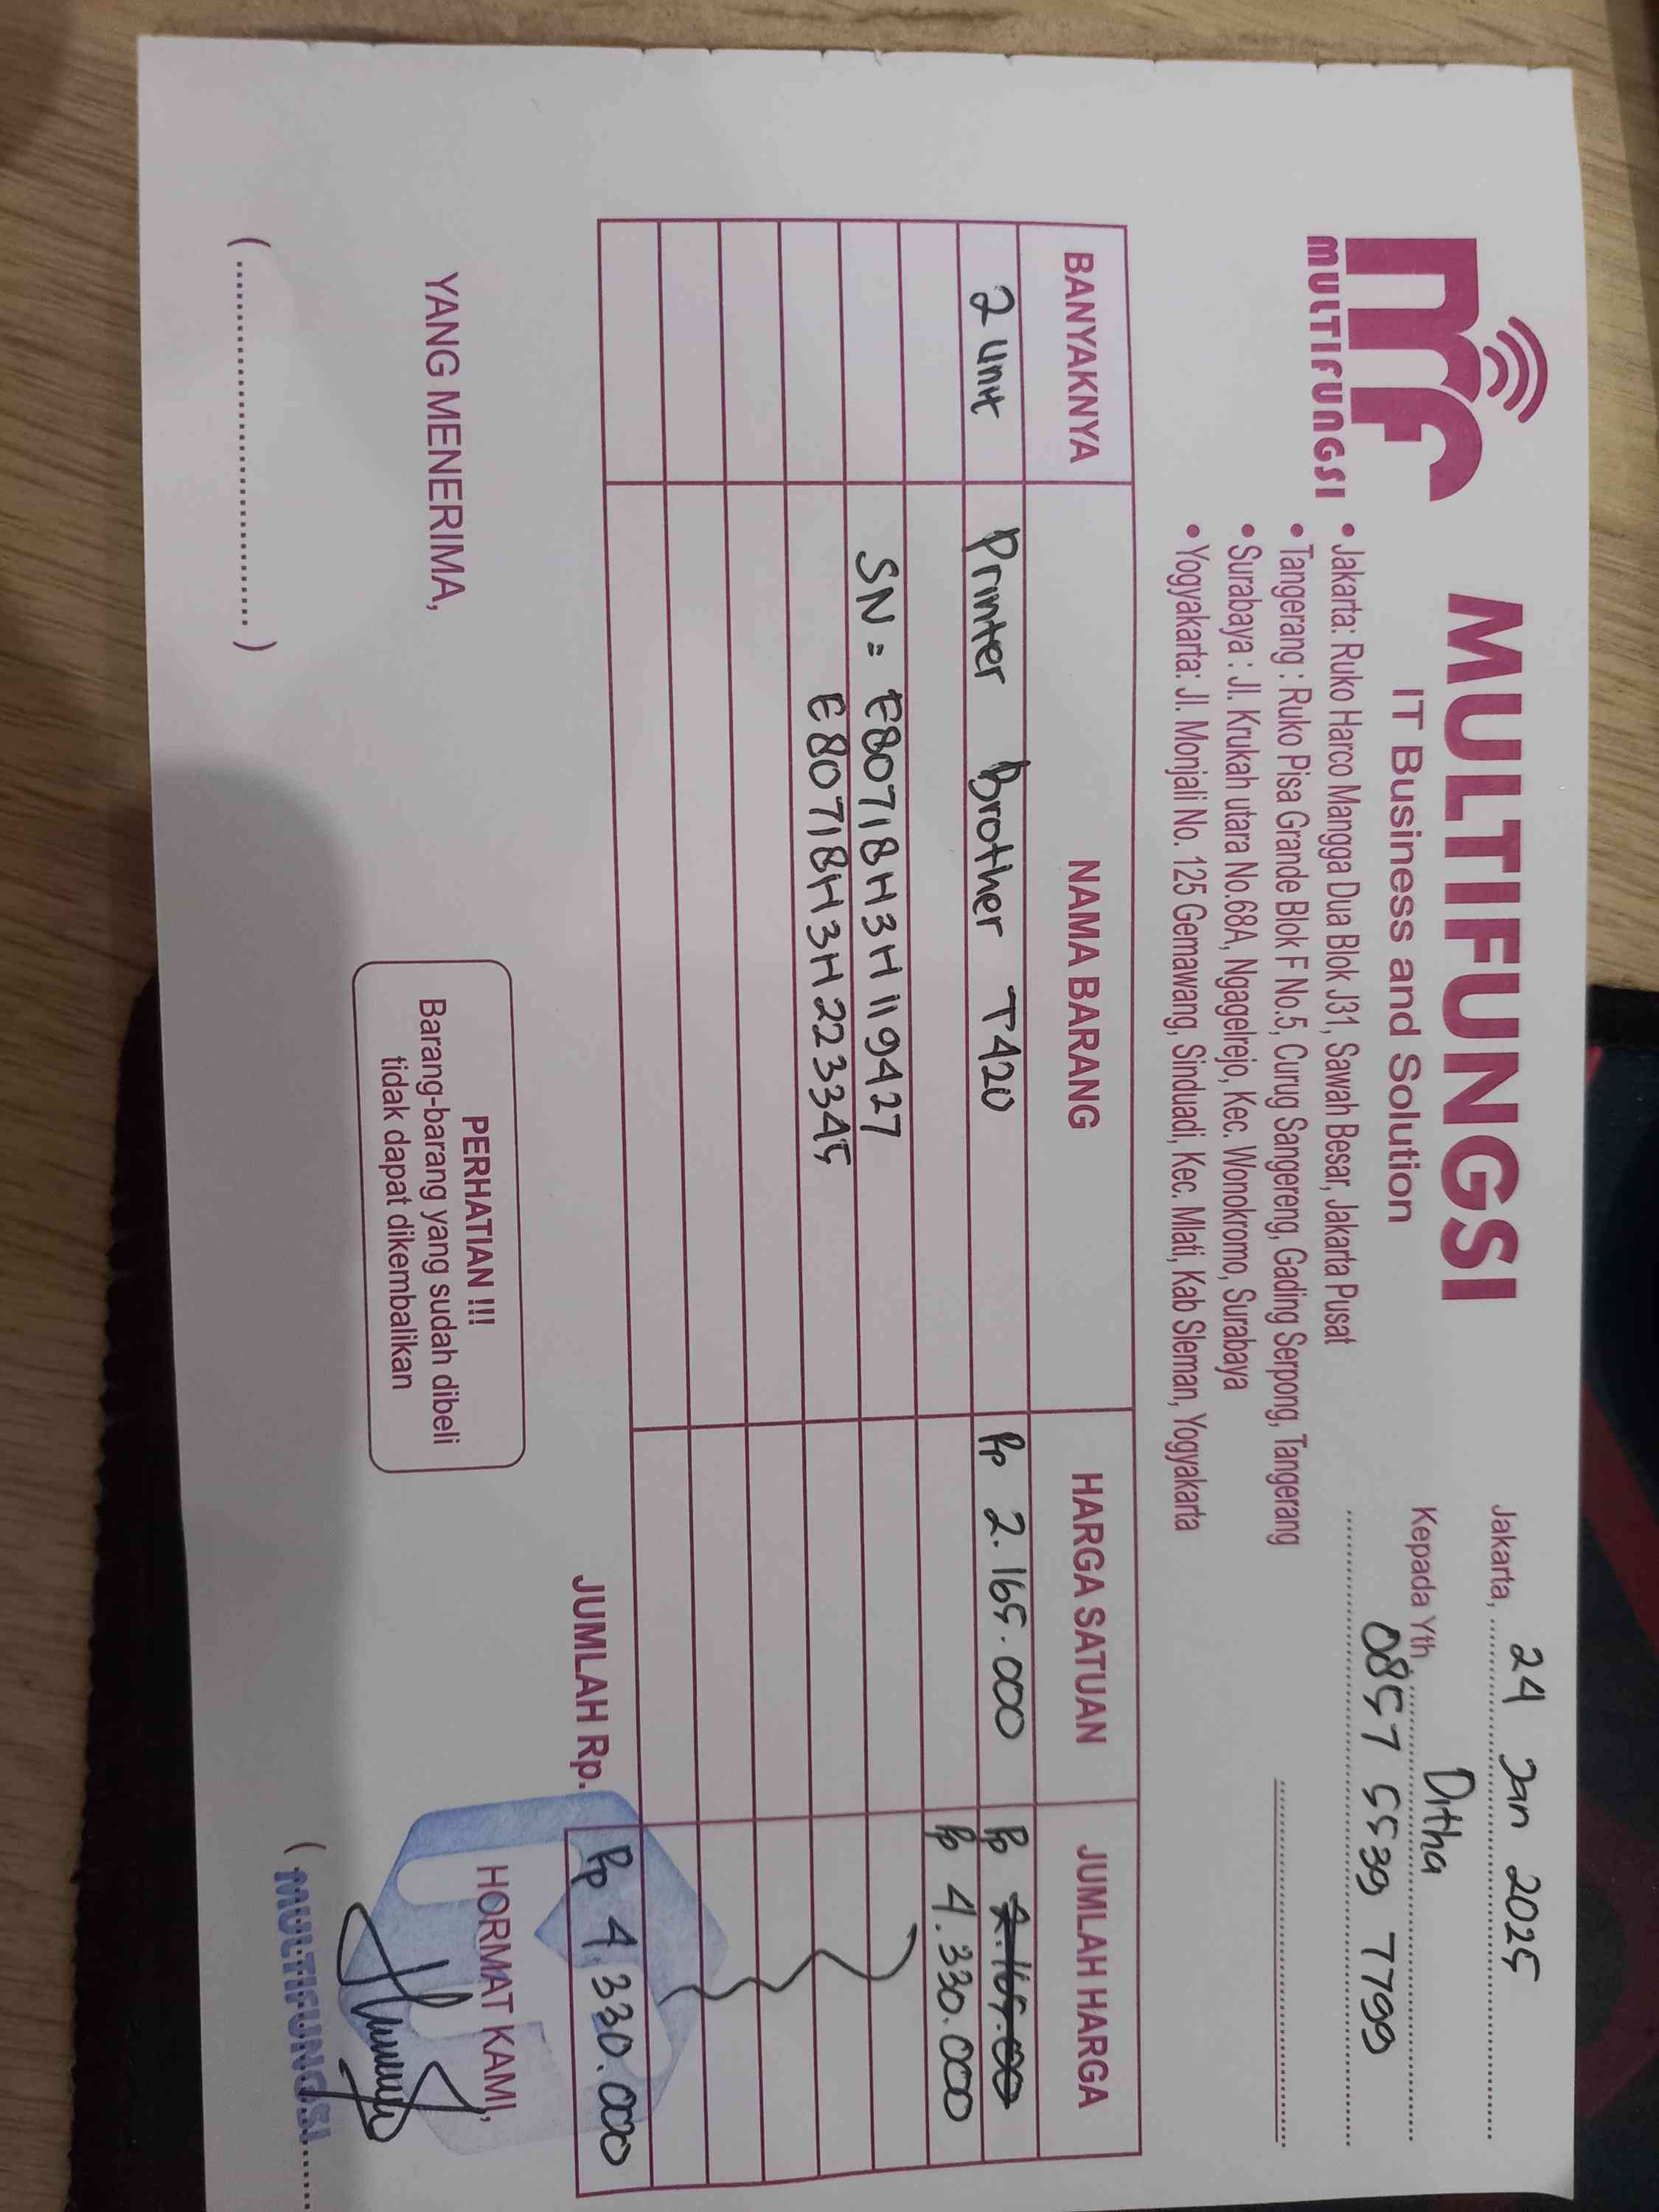 mf
MULTIFUNGSI
MULTIFUNGSI
IT Business and Solution
• Jakarta: Ruko Harco Mangga Dua Blok J31, Sawah Besar, Jakarta Pusat
• Tangerang : Ruko Pisa Grande Blok F No.5, Curug Sangereng, Gading Serpong, Tangerang
• Surabaya : Jl. Krukah utara No.68A, Ngagelrejo, Kec. Wonokromo, Surabaya
• Yogyakarta: Jl. Monjali No. 125 Gemawang, Sinduadi, Kec. Mlati, Kab Sleman, Yogyakarta
Jakarta, 24 Jan 2025
Kepada Yth, Ditha
0857 5539 7799
BANYAKNYA NAMA BARANG HARGA SATUAN JUMLAH HARGA
2 unit Printer Brother T420 Rp 2.165.000 Rp
Rp 4.330.000
SN = E80718H3H119427
E80718H3H223345
JUMLAH Rp. Rp 4.330.000
YANG MENERIMA,
PERHATIAN !!!
Barang-barang yang sudah dibeli
tidak dapat dikembalikan
HORMAT KAMI,
(....................................)
( MULTIFUNGSI